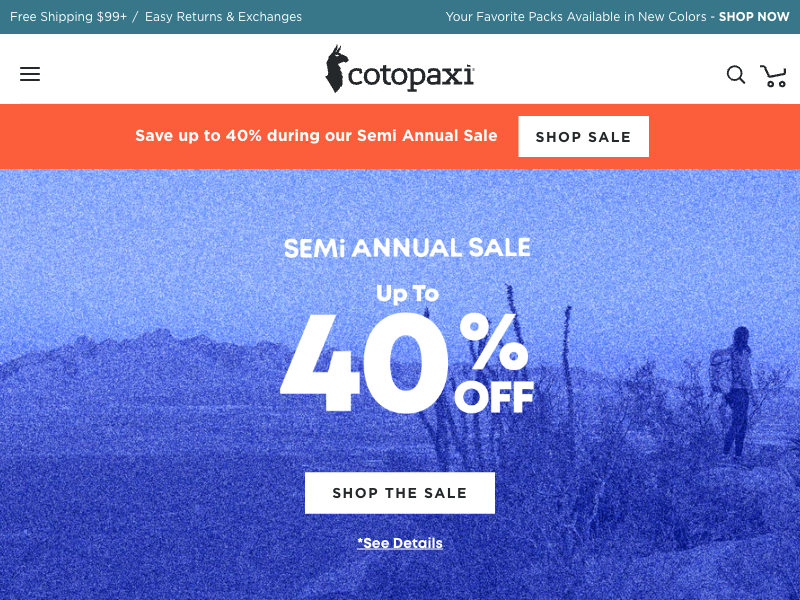 Free Shipping $99+ / Easy Returns & Exchanges
Your Favorite Packs Available in New Colors - SHOP NOW
cotopaxi
Save up to 40% during our Semi Annual Sale
SHOP SALE
SEMi ANNUAL SALE
Up To
40% OFF
SHOP THE SALE
*See Details